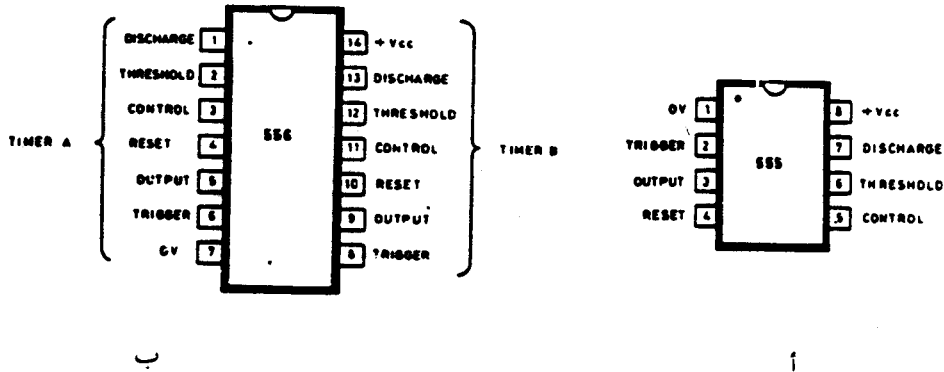 DISCHARGE 1
THRESHOLD 2
CONTROL 3
RESET 4
OUTPUT 5
TRIGGER 6
0V 7
TIMER A
556
14 +Vcc
13 DISCHARGE
12 THRESHOLD
11 CONTROL
10 RESET
9 OUTPUT
8 TRIGGER
TIMER B
0V 1
TRIGGER 2
OUTPUT 3
RESET 4
555
8 +Vcc
7 DISCHARGE
6 THRESHOLD
5 CONTROL
ب
أ